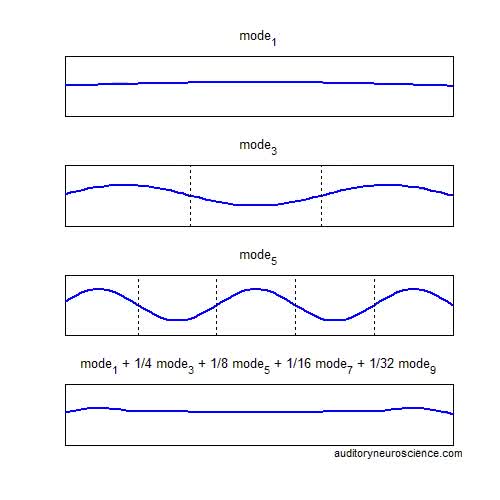 mode₁
mode₃
mode₅
mode₁ + 1/4 mode₃ + 1/8 mode₅ + 1/16 mode₇ + 1/32 mode₉
auditoryneuroscience.com